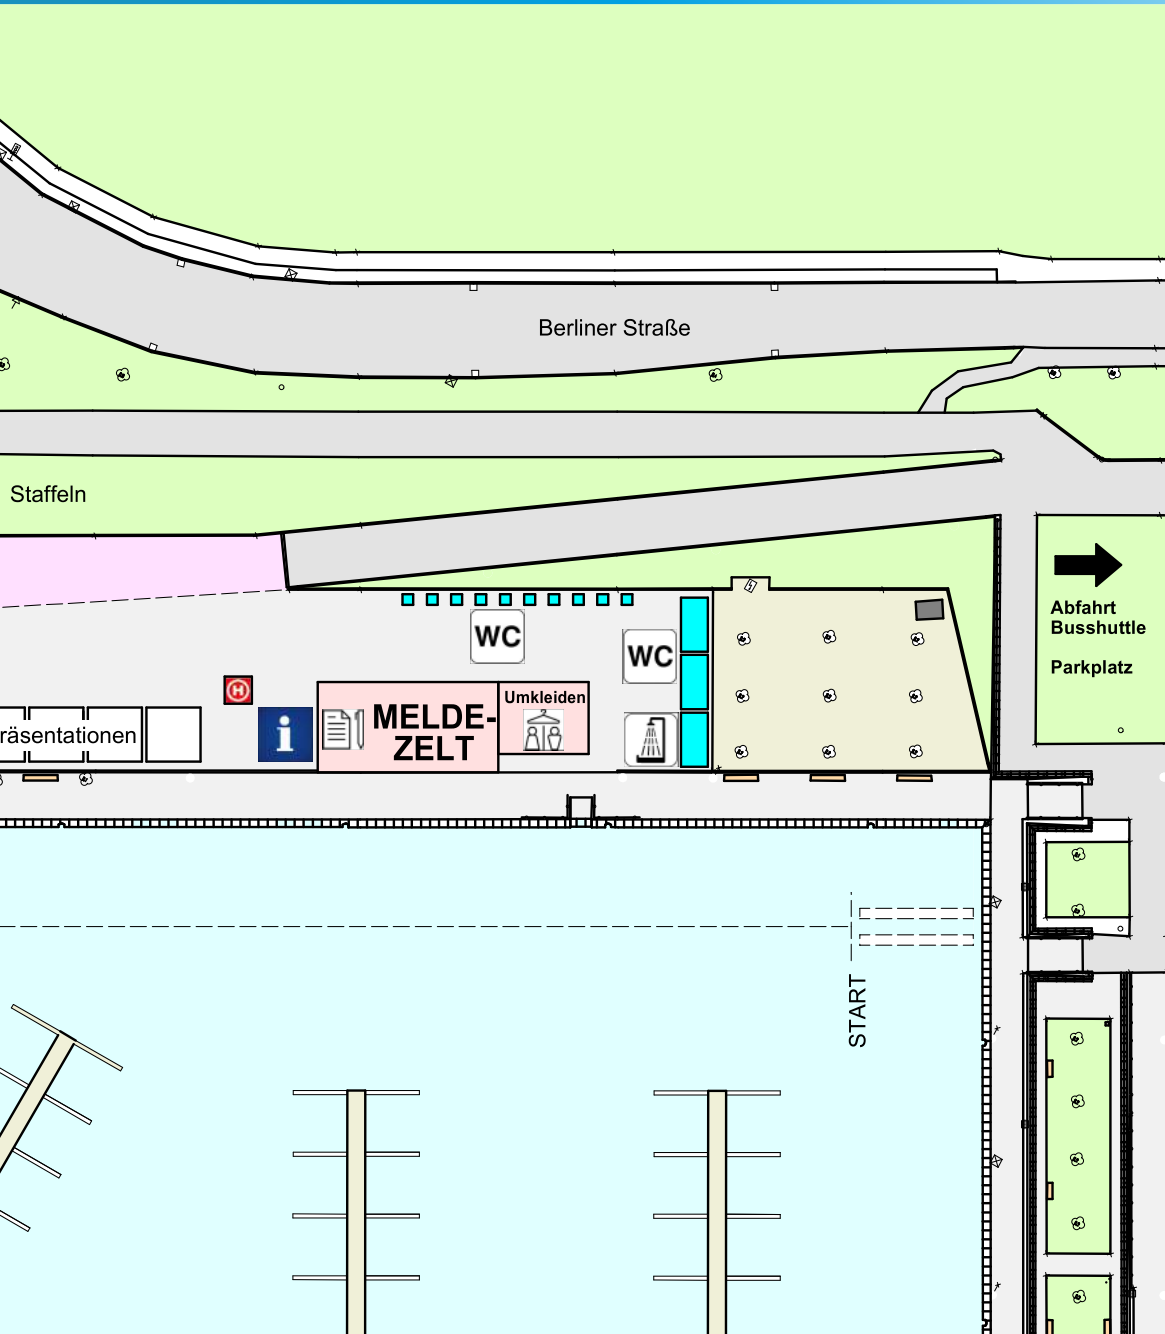 Berliner Straße
Staffeln
Abfahrt
Busshuttle
Parkplatz
WC
WC
H
räsentationen
i
MELDE-
ZELT
Umkleiden
START